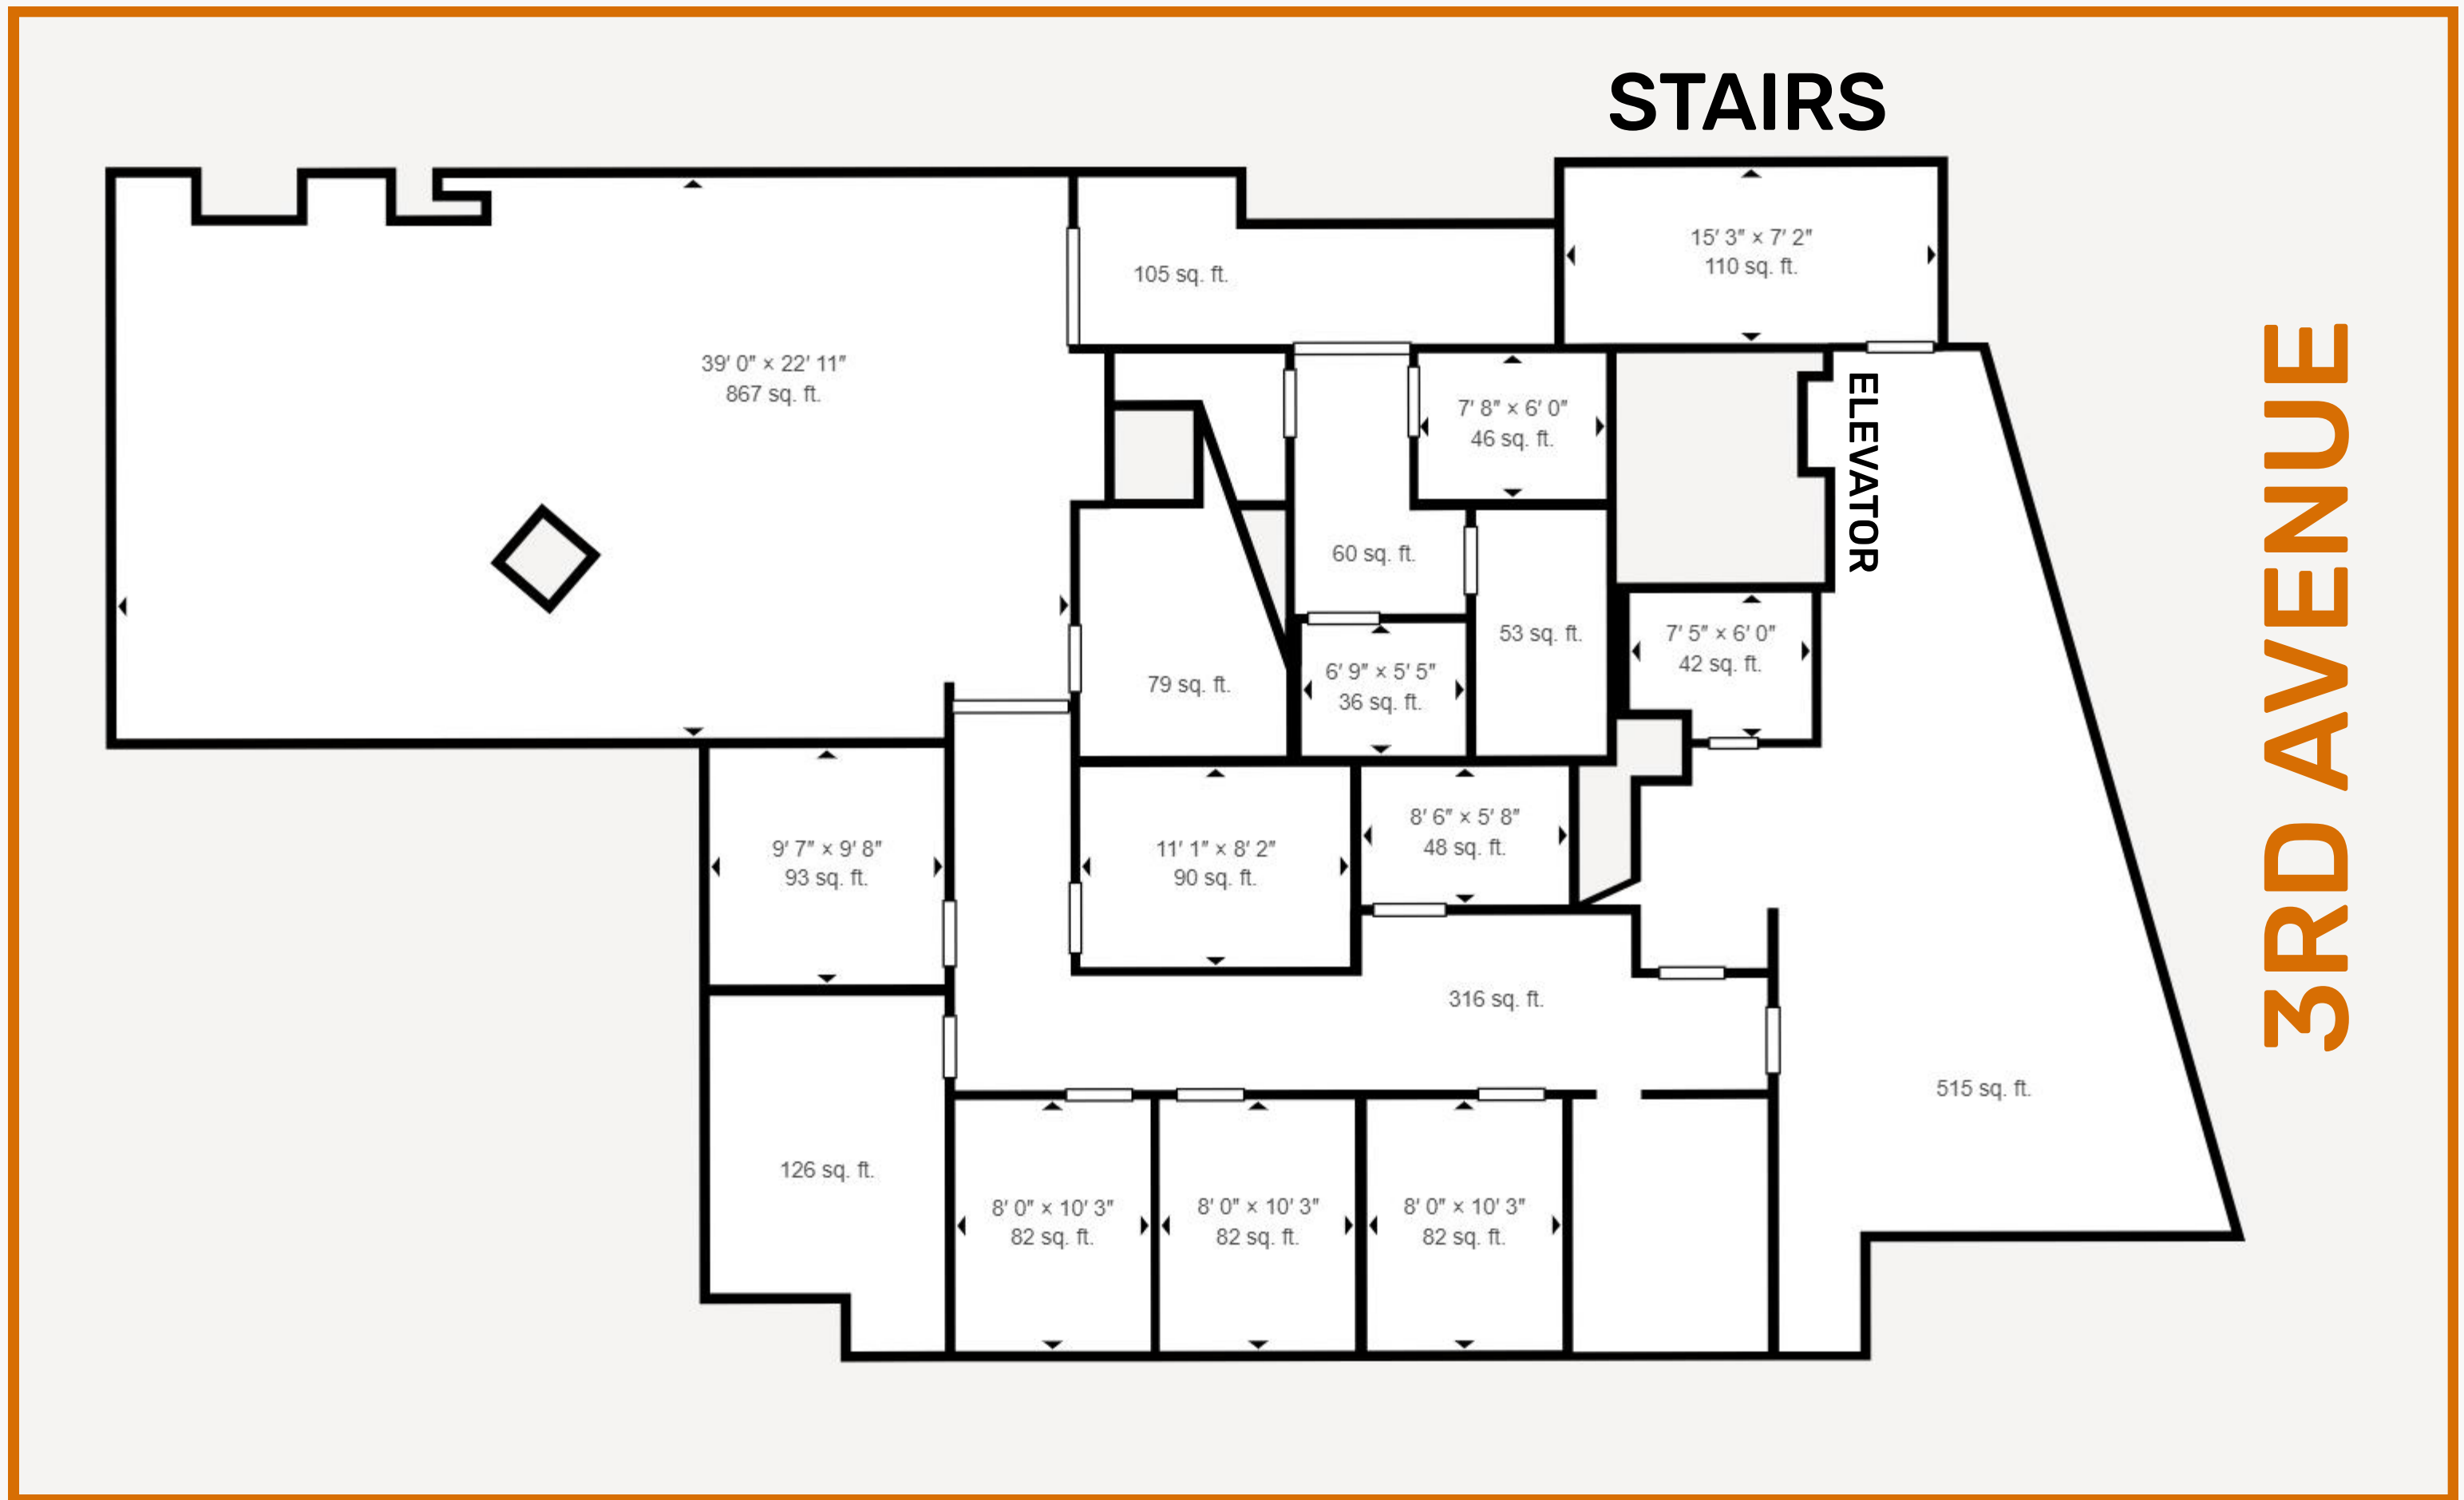 STAIRS
15' 3" × 7' 2"
110 sq. ft.
105 sq. ft.
39' 0" × 22' 11"
867 sq. ft.
7' 8" × 6' 0"
46 sq. ft.
ELEVATOR
3RD AVENUE
60 sq. ft.
53 sq. ft.
7' 5" × 6' 0"
42 sq. ft.
79 sq. ft.
6' 9" × 5' 5"
36 sq. ft.
9' 7" × 9' 8"
93 sq. ft.
11' 1" × 8' 2"
90 sq. ft.
8' 6" × 5' 8"
48 sq. ft.
316 sq. ft.
515 sq. ft.
126 sq. ft.
8' 0" × 10' 3"
82 sq. ft.
8' 0" × 10' 3"
82 sq. ft.
8' 0" × 10' 3"
82 sq. ft.